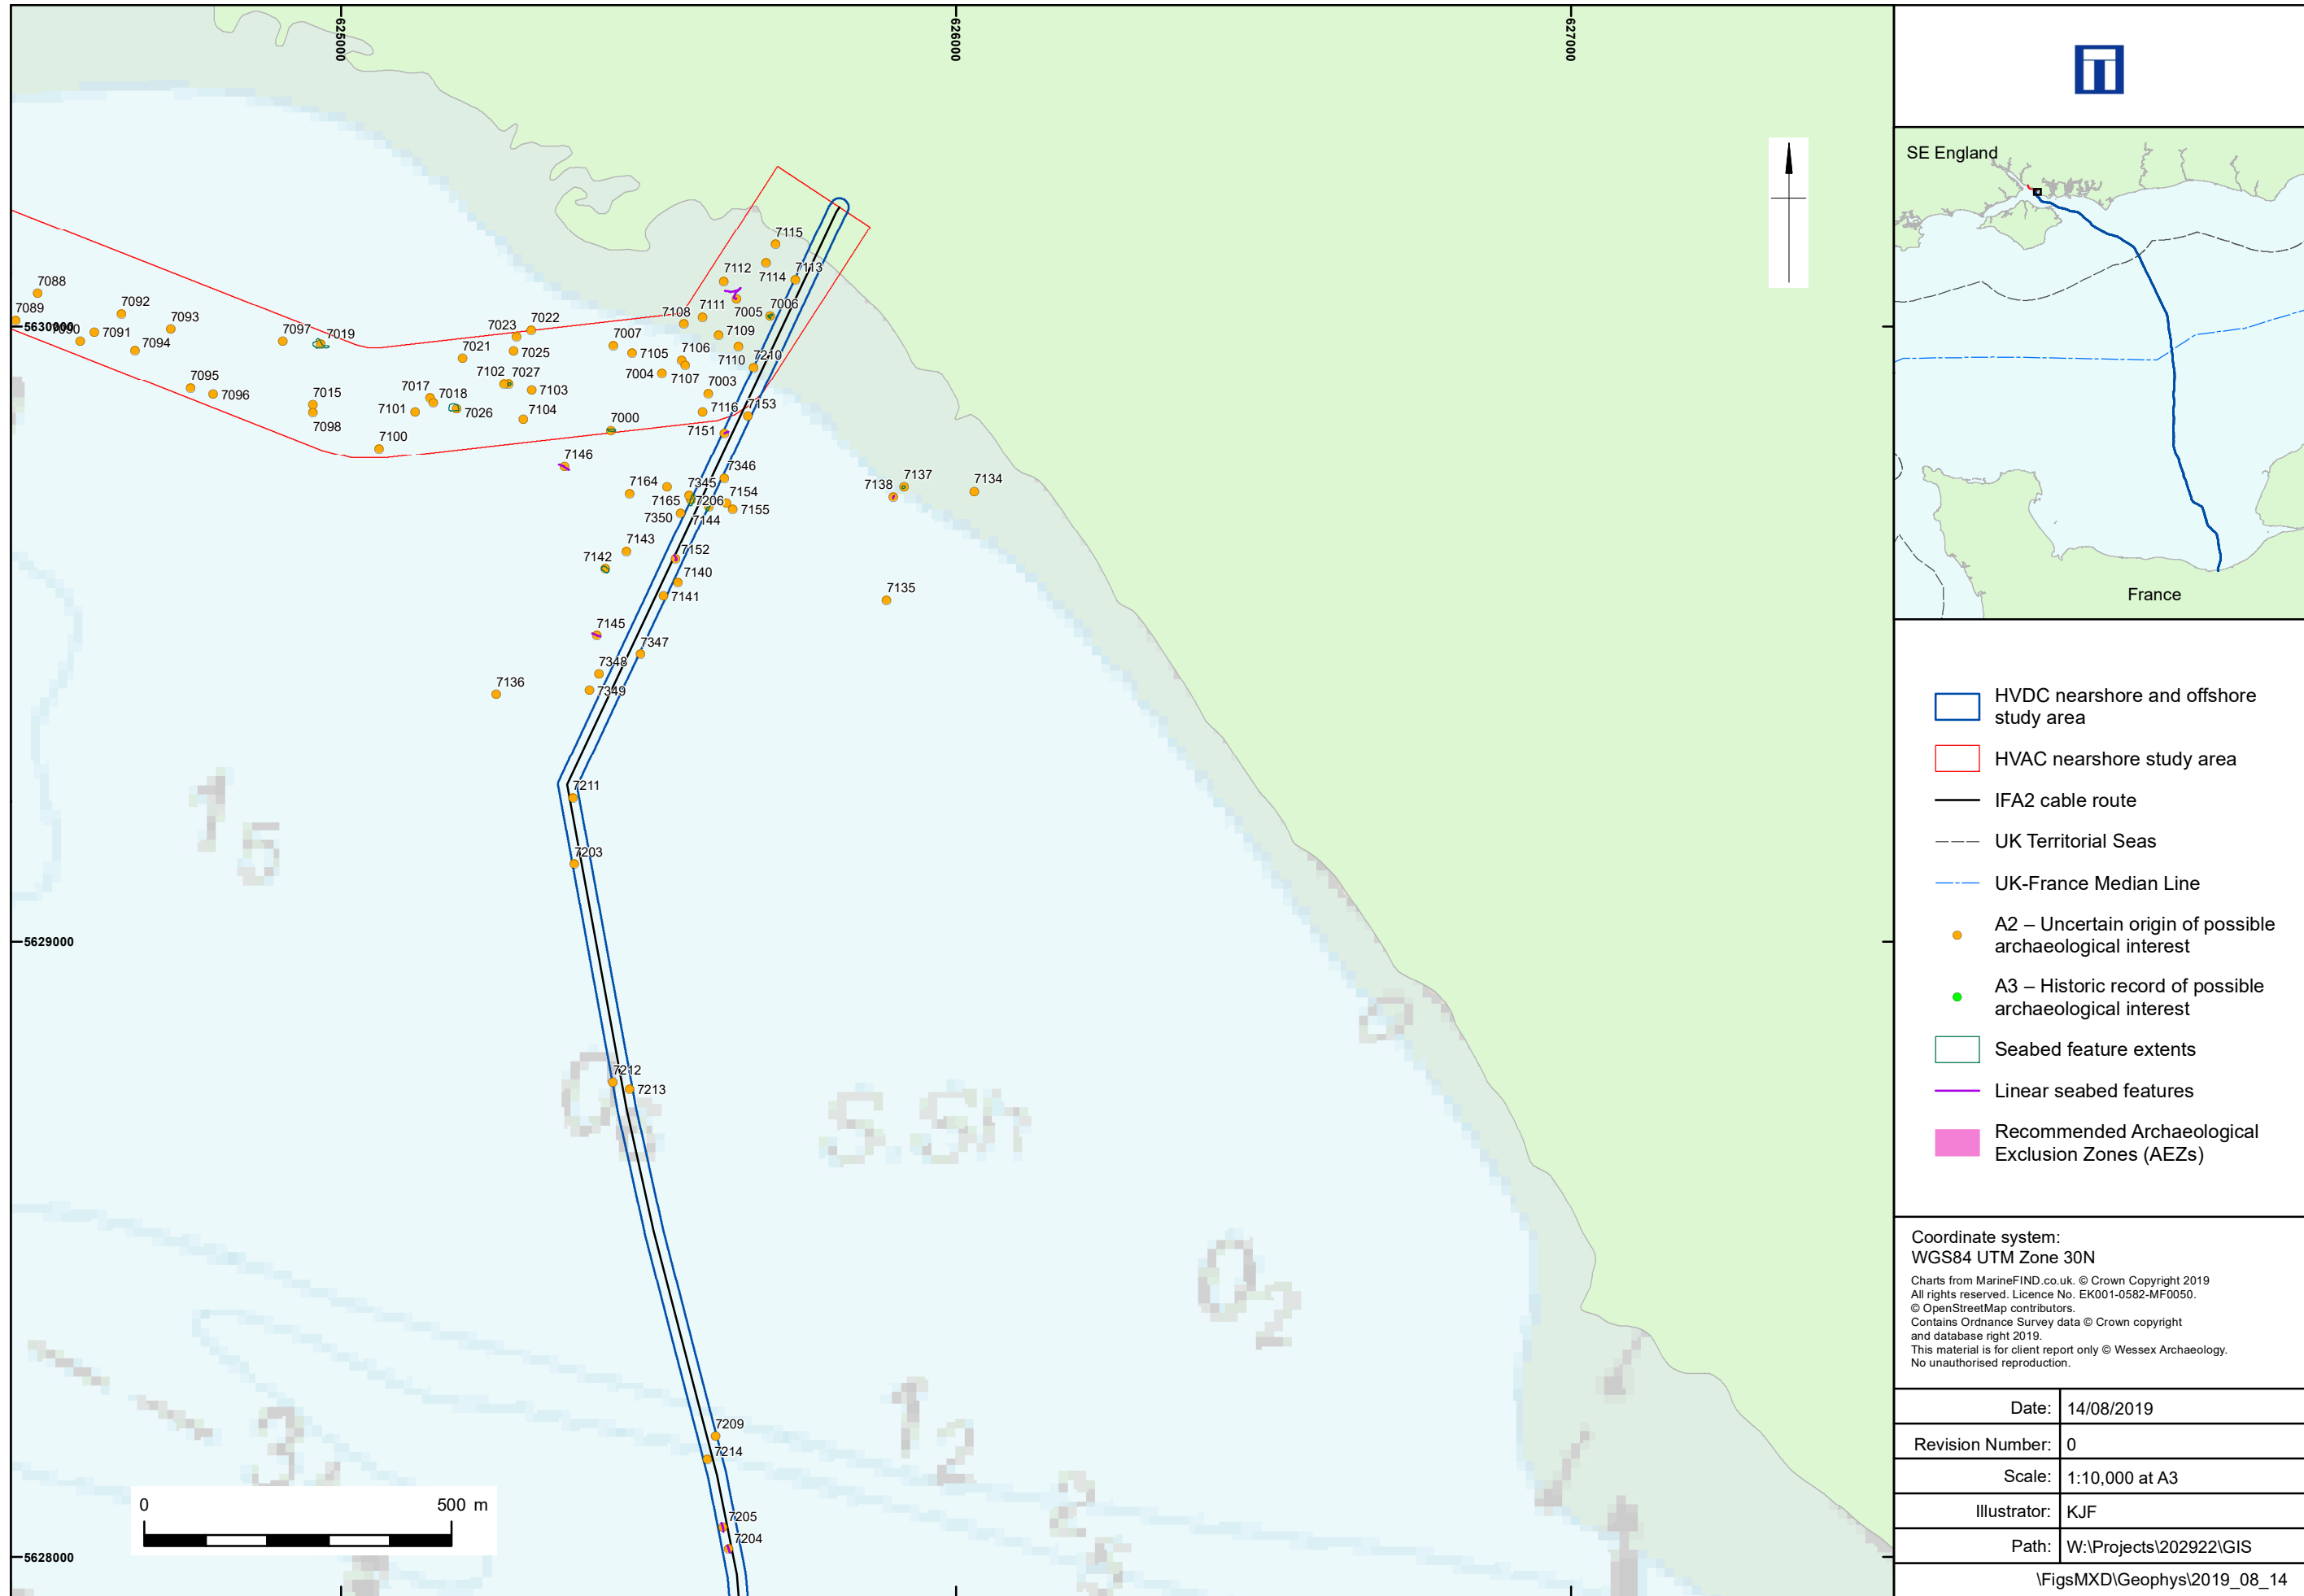 625000
626000
627000
7115
7112
7113
7114
7088
7089
7092
7093
7111
7005
7006
7108
5630000
7090
7091
7094
7097
7019
7023
7022
7007
7109
7021
7025
7105
7106
7110
7210
7102
7027
7004
7107
7095
7096
7015
7017
7018
7103
7003
7098
7101
7026
7104
7000
7116
7153
7151
7100
7146
7346
7164
7345
7137
7134
7138
7165
7206
7154
7155
7350
7144
7143
7152
7142
7140
7141
7135
7145
7347
7348
7349
7136
7211
1
5
7203
5629000
7212
7213
0
S.Sh
0
2
7209
7214
1
2
3
2
7205
7204
5628000
0 500 m
SE England
France
HVDC nearshore and offshore
study area
HVAC nearshore study area
IFA2 cable route
UK Territorial Seas
UK-France Median Line
A2 – Uncertain origin of possible
archaeological interest
A3 – Historic record of possible
archaeological interest
Seabed feature extents
Linear seabed features
Recommended Archaeological
Exclusion Zones (AEZs)
Coordinate system:
WGS84 UTM Zone 30N
Charts from MarineFIND.co.uk. © Crown Copyright 2019
All rights reserved. Licence No. EK001-0582-MF0050.
© OpenStreetMap contributors.
Contains Ordnance Survey data © Crown copyright
and database right 2019.
This material is for client report only © Wessex Archaeology.
No unauthorised reproduction.
Date: 14/08/2019
Revision Number: 0
Scale: 1:10,000 at A3
Illustrator: KJF
Path: W:\Projects\202922\GIS
\FigsMXD\Geophys\2019_08_14